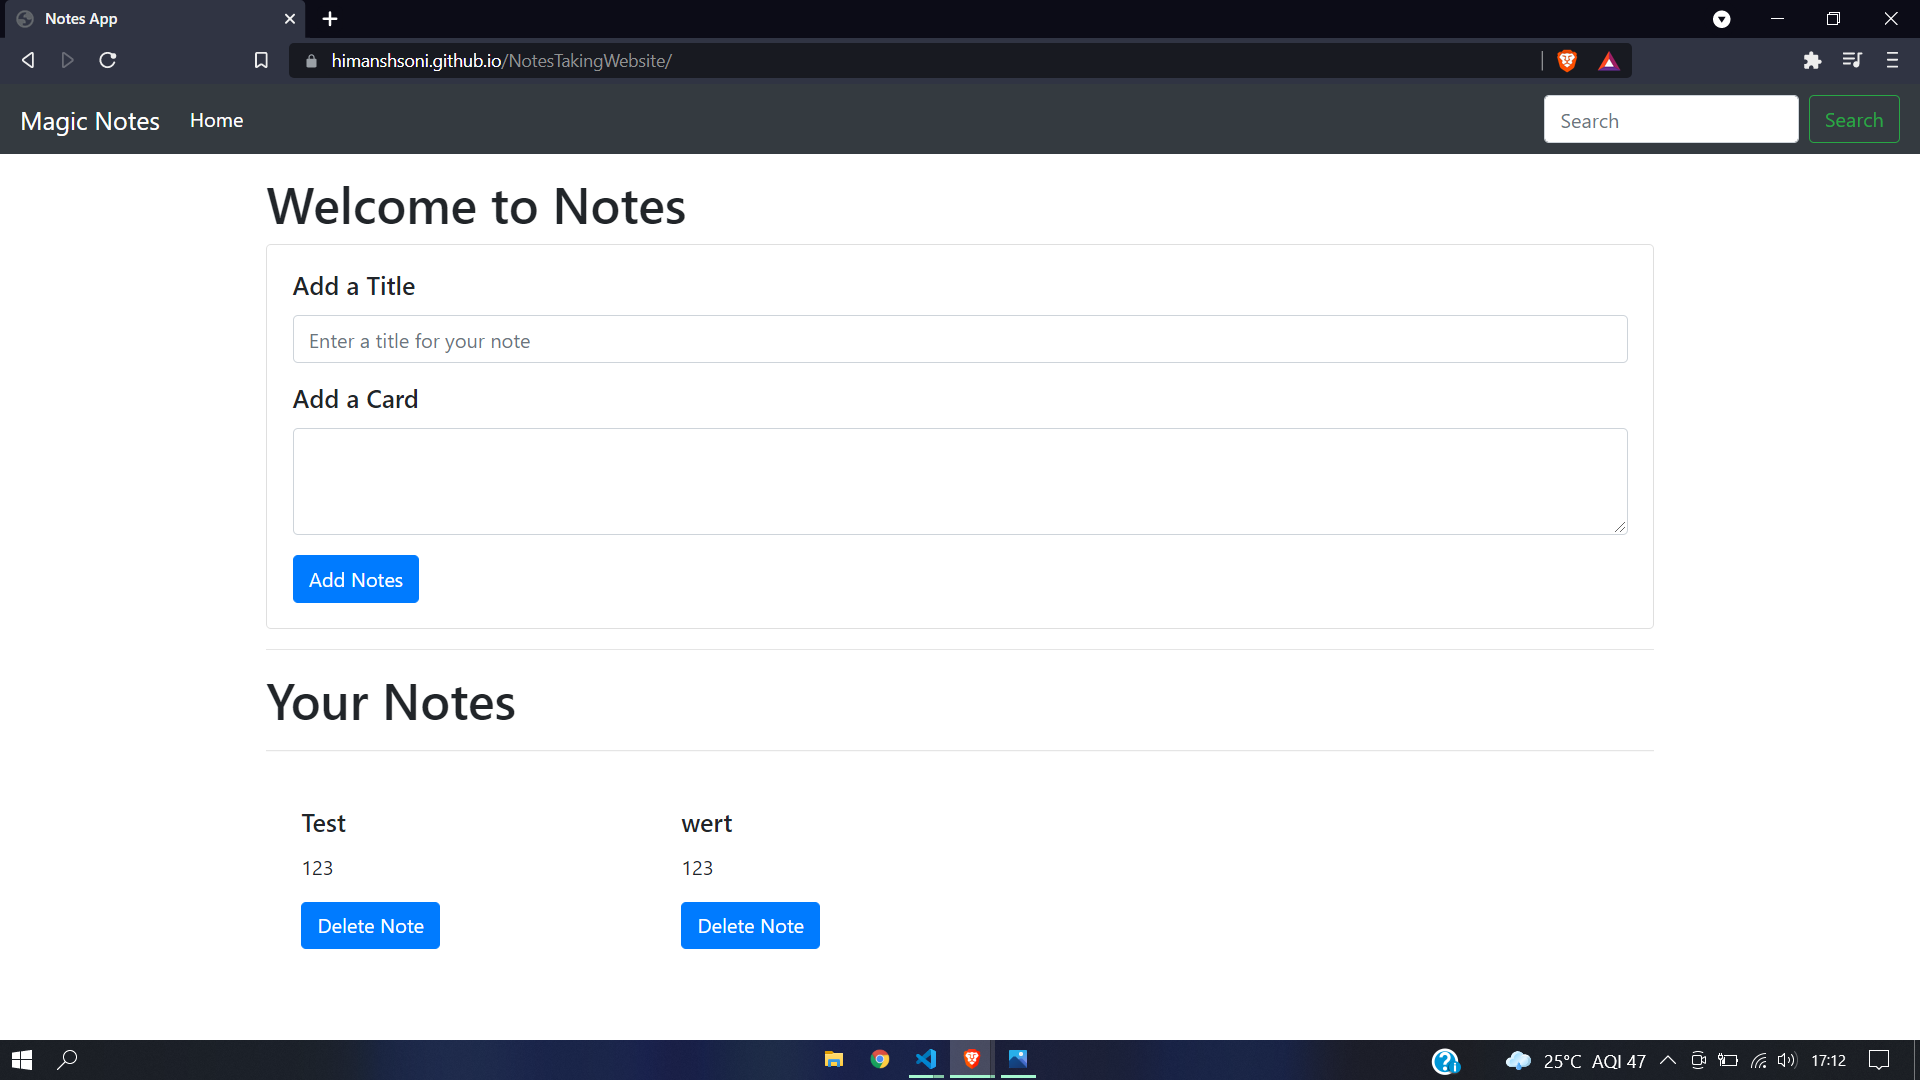 Notes App
himanshsoni.github.io/NotesTakingWebsite/
Magic Notes
Home
Search
Search
Welcome to Notes
Add a Title
Enter a title for your note
Add a Card
Add Notes
Your Notes
Test
wert
123
123
Delete Note
Delete Note
25°C AQI 47
17:12